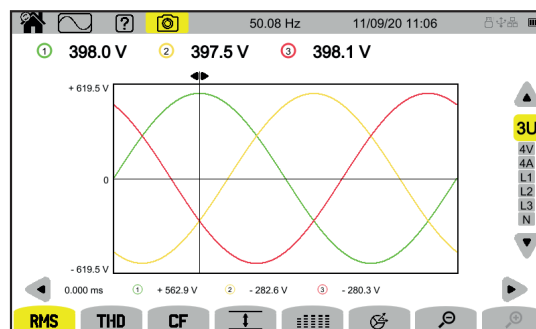 ? 50.08 Hz 11/09/20 11:06
1 398.0 V 2 397.5 V 3 398.1 V
+ 619.5 V
0
- 619.5 V
3U
4V
4A
L1
L2
L3
N
0.000 ms 1 + 562.9 V 2 - 282.6 V 3 - 280.3 V
RMS THD CF